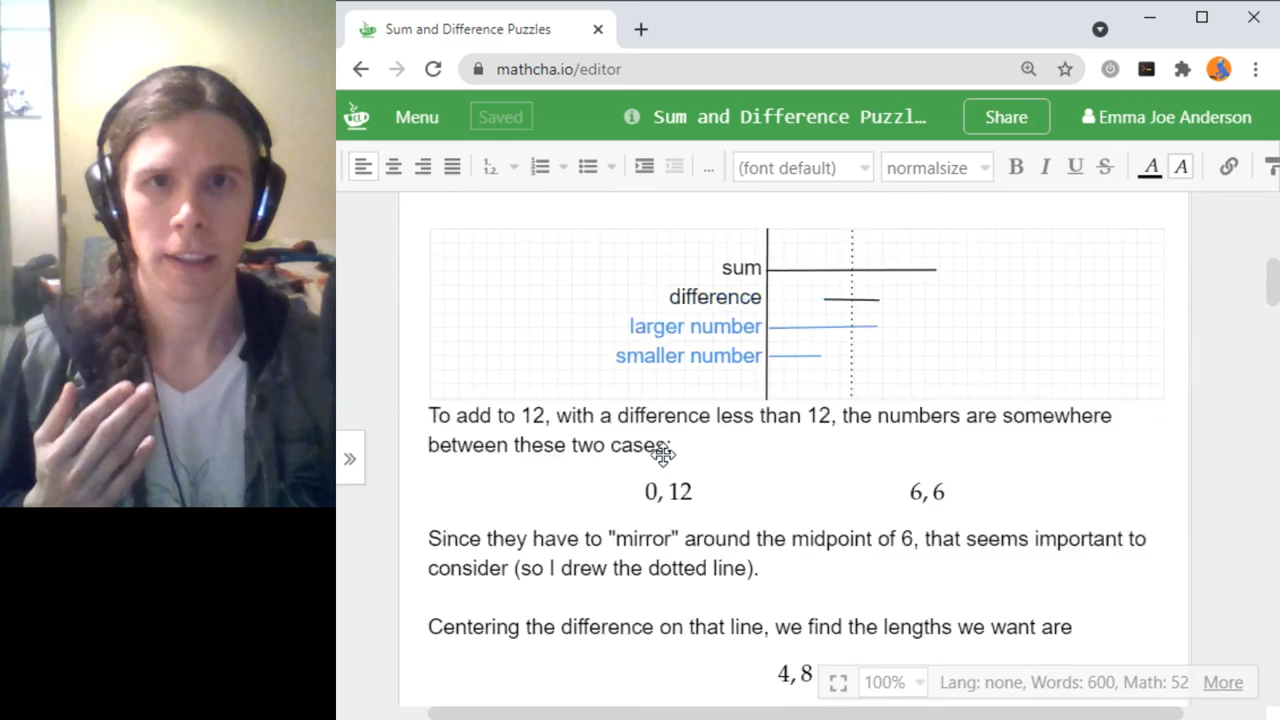 Sum and Difference Puzzles
mathcha.io/editor
Menu
Saved
Sum and Difference Puzzl...
Share
Emma Joe Anderson
(font default)
normalsize
B I U S A A
sum
difference
larger number
smaller number
To add to 12, with a difference less than 12, the numbers are somewhere
between these two cases:
0, 12 6, 6
Since they have to "mirror" around the midpoint of 6, that seems important to
consider (so I drew the dotted line).
Centering the difference on that line, we find the lengths we want are
4, 8
100%
Lang: none, Words: 600, Math: 52
More